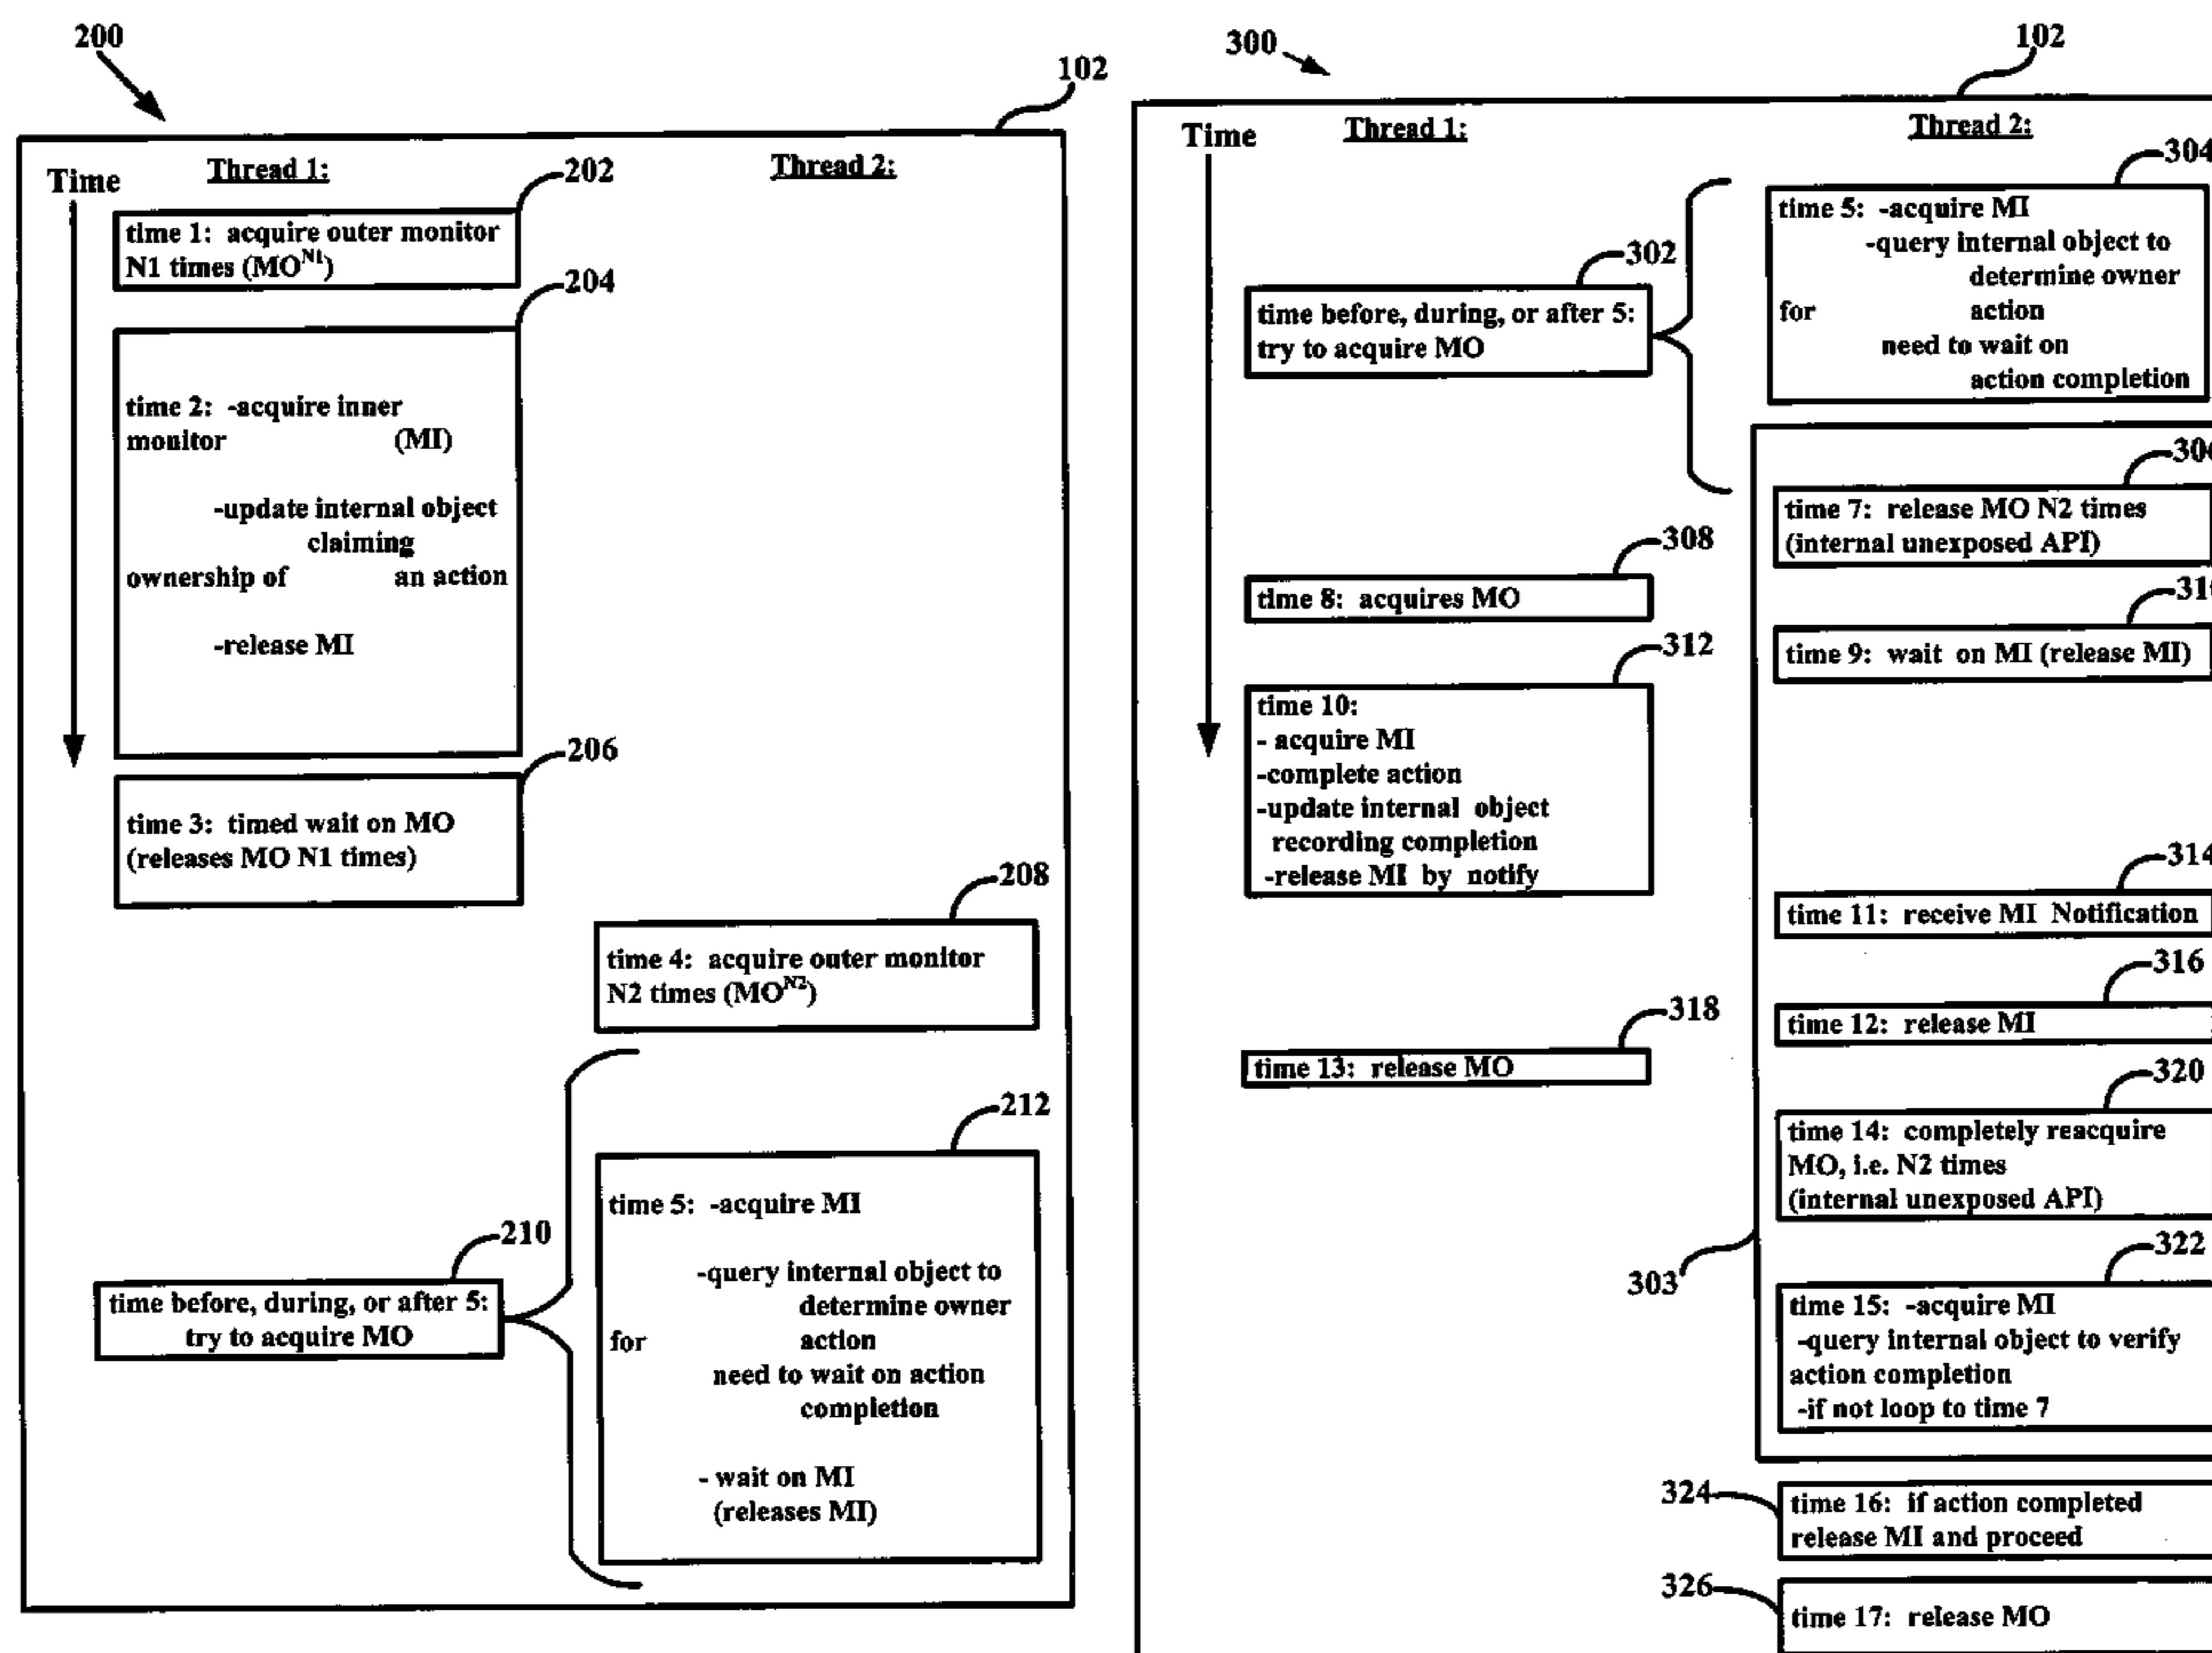 200
102
Time
Thread 1:
Thread 2:
202
time 1: acquire outer monitor
N1 times (MO^N1)
204
time 2: -acquire inner
monitor (MI)
-update internal object
claiming
ownership of an action
-release MI
206
time 3: timed wait on MO
(releases MO N1 times)
208
time 4: acquire outer monitor
N2 times (MO^N2)
210
time before, during, or after 5:
try to acquire MO
212
time 5: -acquire MI
-query internal object to
determine owner
for action
need to wait on action
completion
- wait on MI
(releases MI)
300
102
Time
Thread 1:
Thread 2:
304
time 5: -acquire MI
-query internal object to
determine owner
for action
need to wait on
action completion
302
time before, during, or after 5:
try to acquire MO
303
time 7: release MO N2 times
(internal unexposed API)
308
time 8: acquires MO
time 9: wait on MI (release MI)
312
time 10:
- acquire MI
-complete action
-update internal object
recording completion
-release MI by notify
314
time 11: receive MI Notification
316
time 12: release MI
318
time 13: release MO
320
time 14: completely reacquire
MO, i.e. N2 times
(internal unexposed API)
322
time 15: -acquire MI
-query internal object to verify
action completion
-if not loop to time 7
324
time 16: if action completed
release MI and proceed
326
time 17: release MO